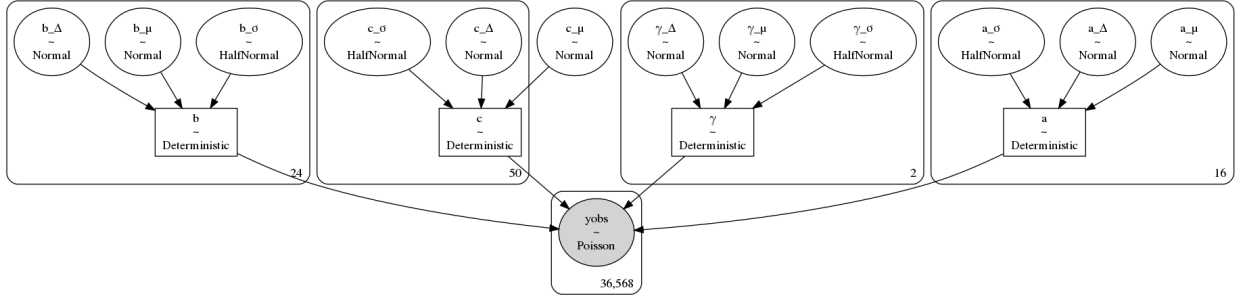 b_Δ
~
Normal
b_μ
~
Normal
b_σ
~
HalfNormal
c_σ
~
HalfNormal
c_Δ
~
Normal
c_μ
~
Normal
γ_Δ
~
Normal
γ_μ
~
Normal
γ_σ
~
HalfNormal
a_σ
~
HalfNormal
a_Δ
~
Normal
a_μ
~
Normal
b
~
Deterministic
c
~
Deterministic
γ
~
Deterministic
a
~
Deterministic
24
50
2
16
yobs
~
Poisson
36,568